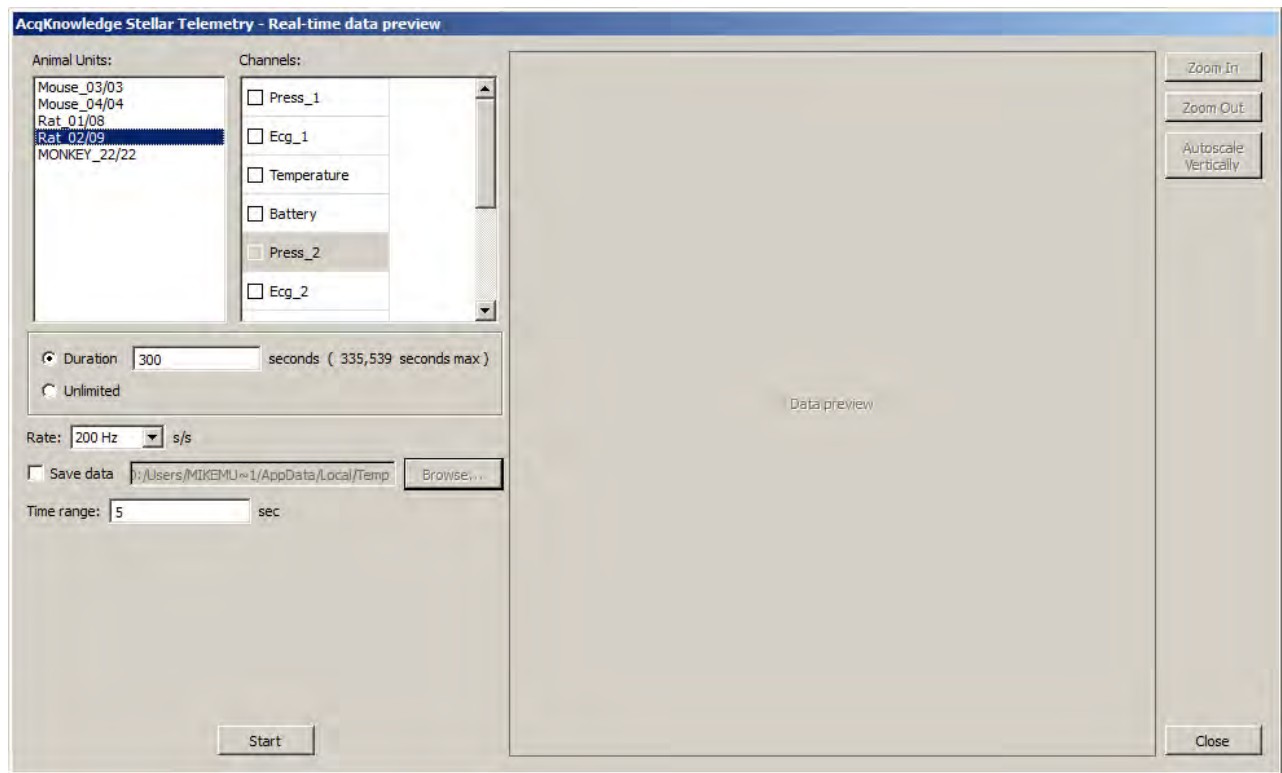 AcqKnowledge Stellar Telemetry - Real-time data preview
Animal Units:
Channels:
Mouse_03/03
Mouse_04/04
Rat_01/08
Rat_02/09
MONKEY_22/22
Press_1
Ecg_1
Temperature
Battery
Press_2
Ecg_2
Duration 300 seconds ( 335,539 seconds max )
Unlimited
Rate: 200 Hz s/s
Save data D:/Users/MIKEMU~1/AppData/Local/Temp Browse...
Time range: 5 sec
Start
Data preview
Zoom In
Zoom Out
Autoscale
Vertically
Close